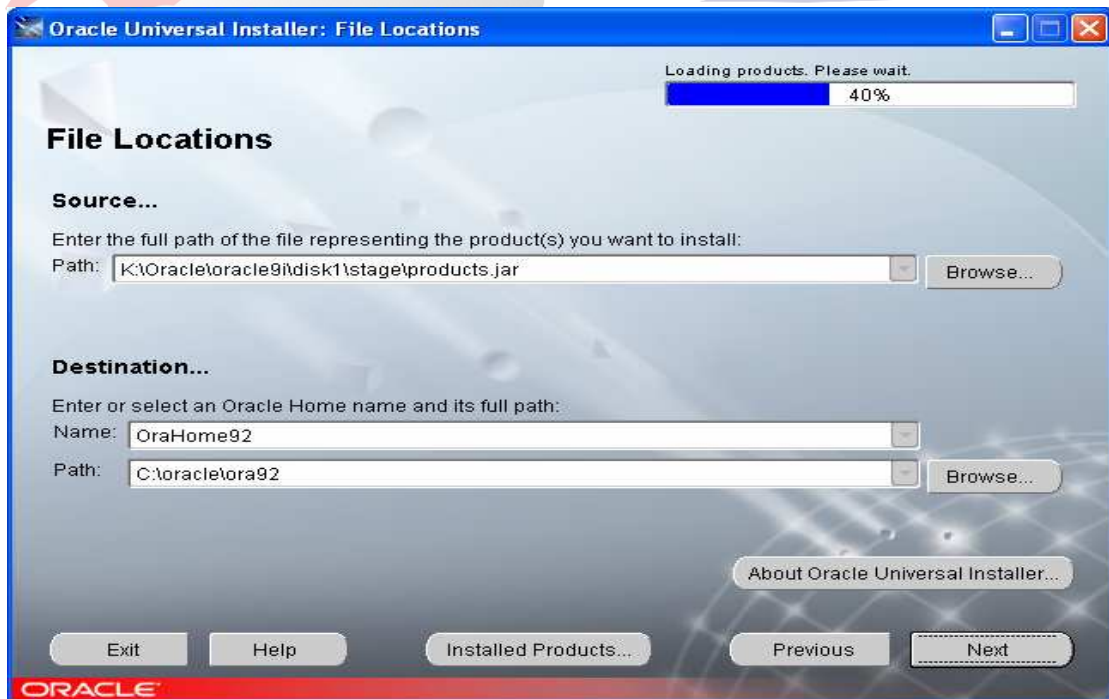 Oracle Universal Installer: File Locations
Loading products. Please wait.
40%
File Locations
Source...
Enter the full path of the file representing the product(s) you want to install:
Path: K:\Oracle\oracle9i\disk1\stage\products.jar Browse...
Destination...
Enter or select an Oracle Home name and its full path:
Name: OraHome92
Path: C:\oracle\ora92 Browse...
About Oracle Universal Installer...
Exit Help Installed Products... Previous Next
ORACLE